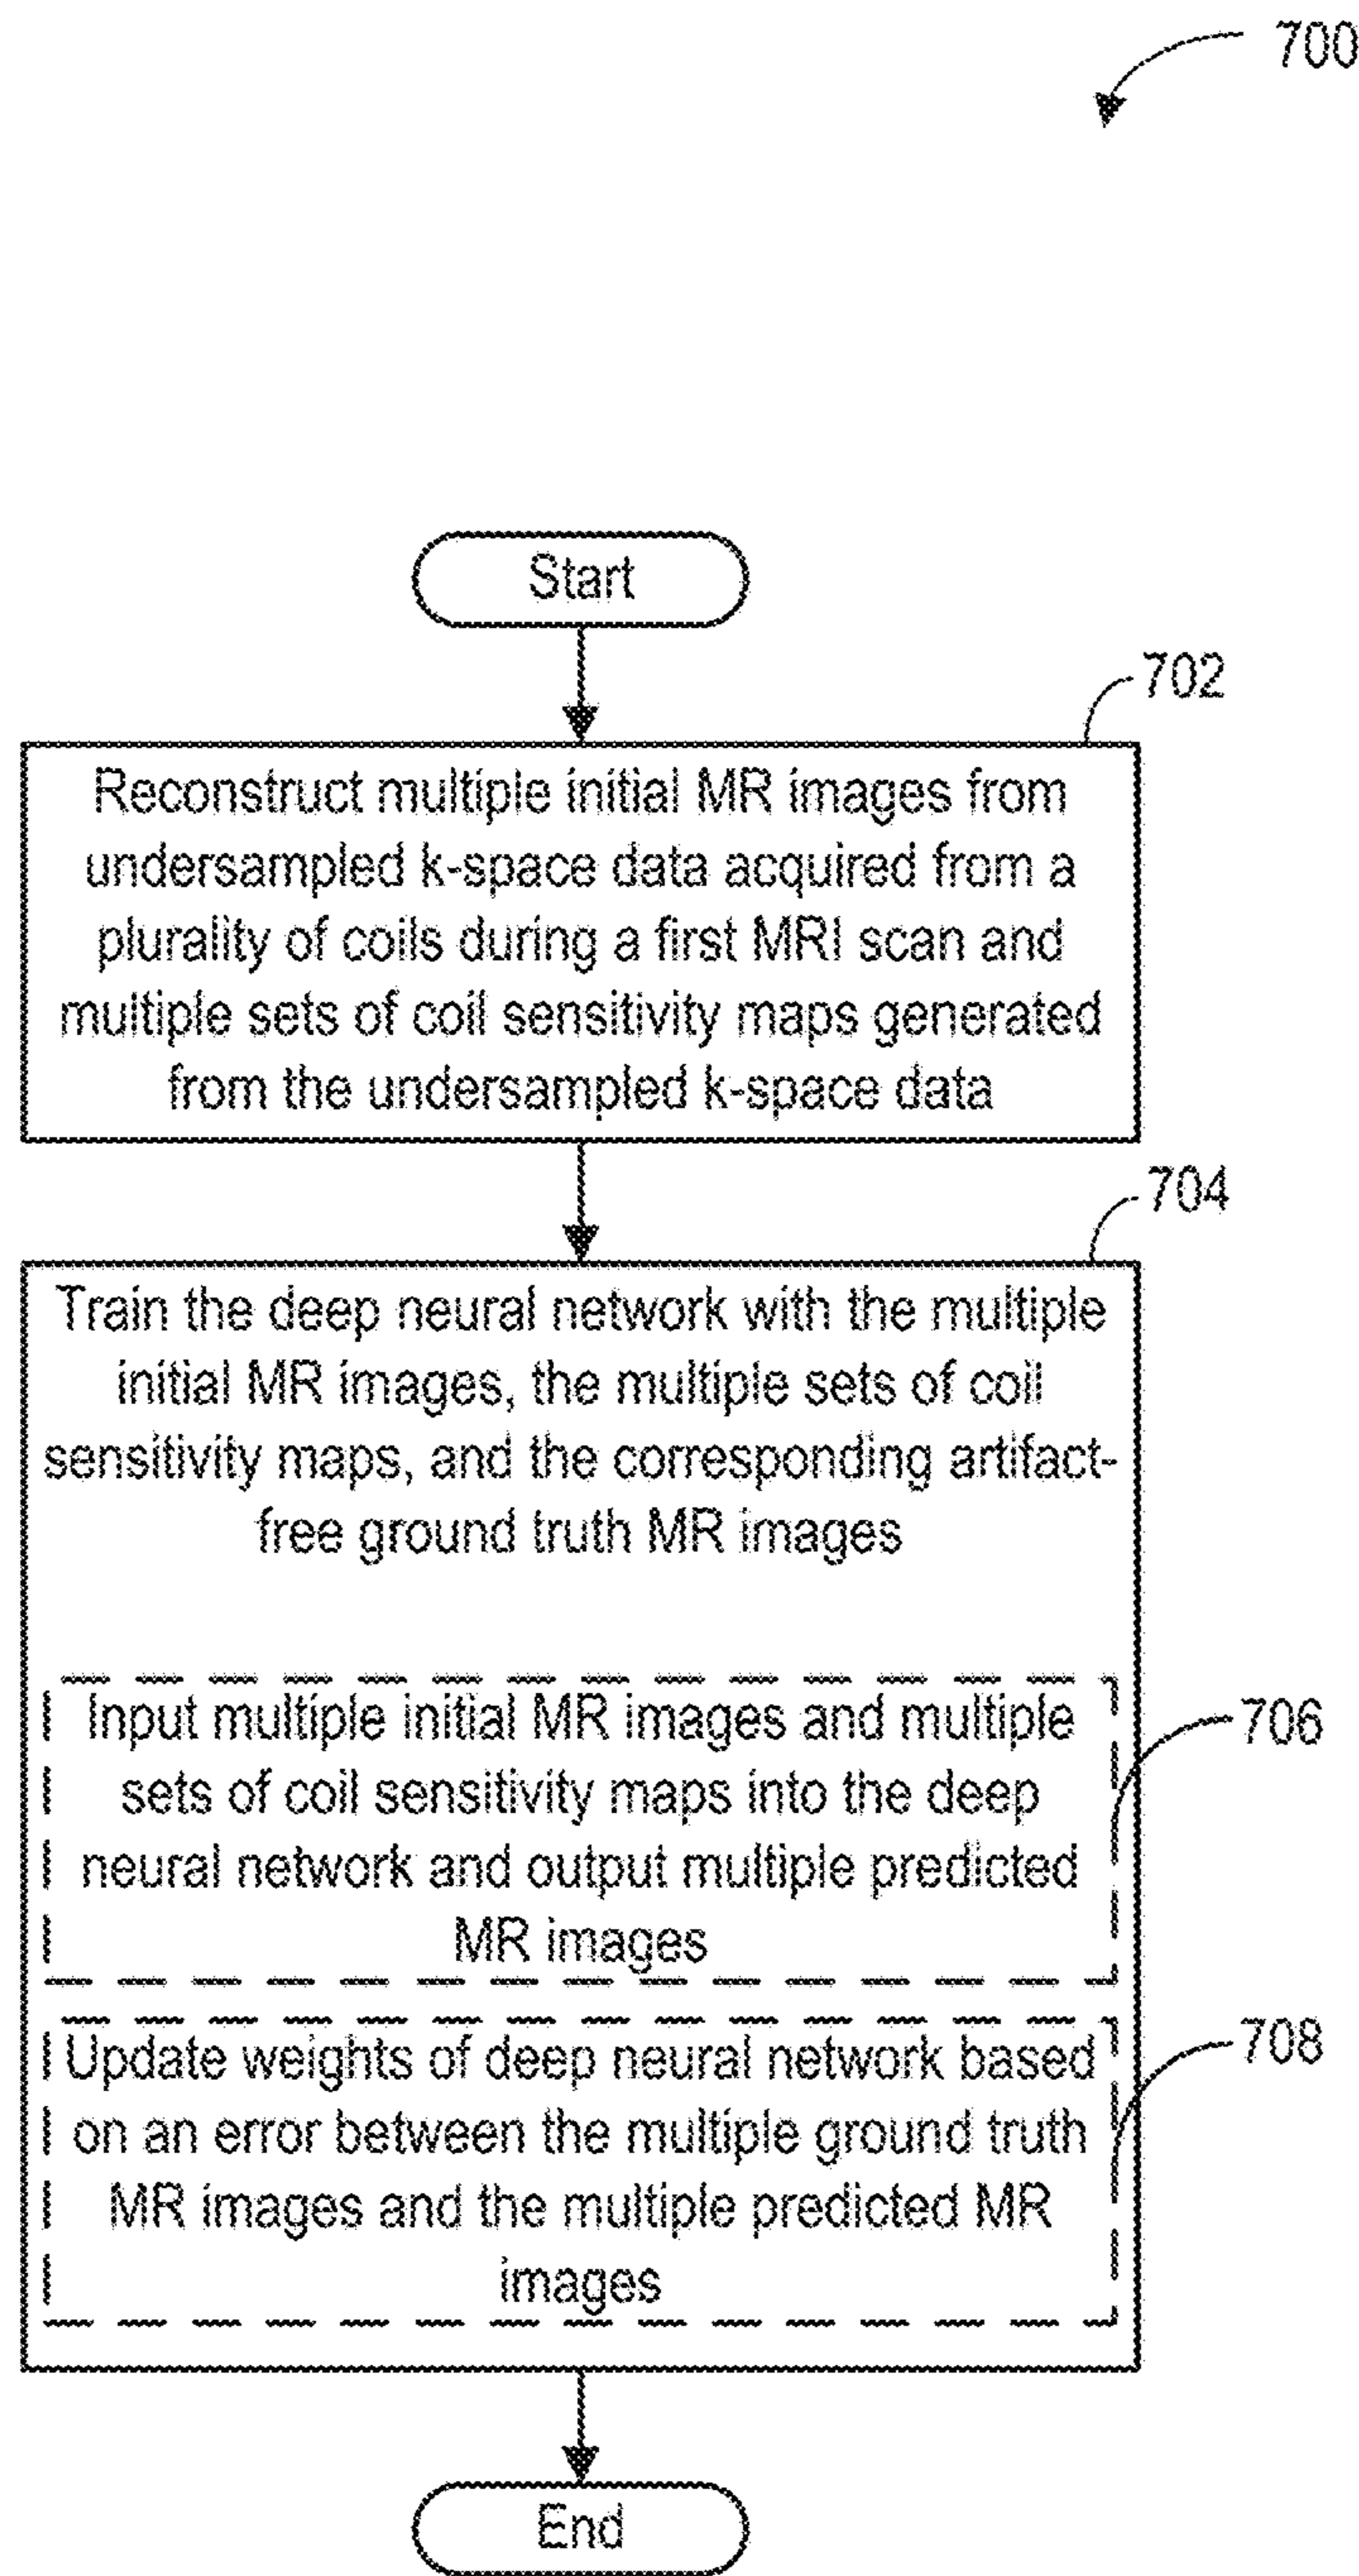 700
Start
702
Reconstruct multiple initial MR images from
undersampled k-space data acquired from a
plurality of coils during a first MRI scan and
multiple sets of coil sensitivity maps generated
from the undersampled k-space data
704
Train the deep neural network with the multiple
initial MR images, the multiple sets of coil
sensitivity maps, and the corresponding artifact-
free ground truth MR images
Input multiple initial MR images and multiple
sets of coil sensitivity maps into the deep
neural network and output multiple predicted
MR images
706
Update weights of deep neural network based
on an error between the multiple ground truth
MR images and the multiple predicted MR
images
708
End